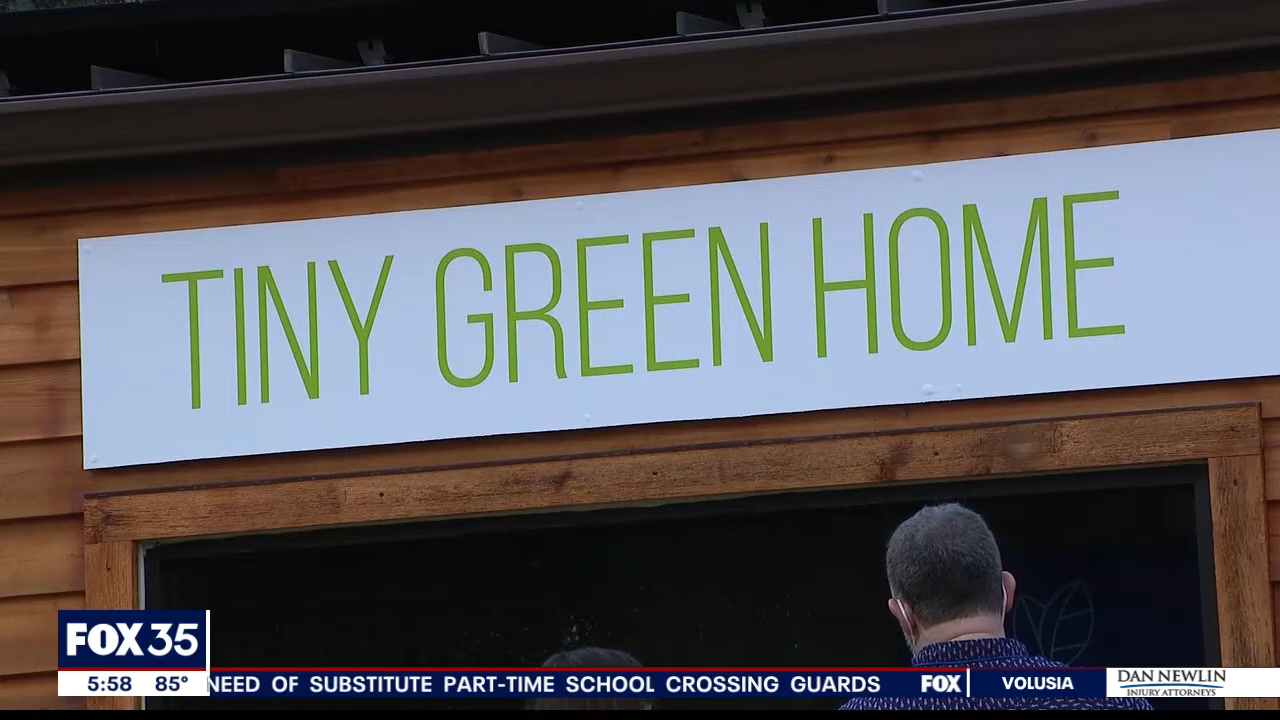 TINY GREEN HOME
FOX 35
5:58 85° NEED OF SUBSTITUTE PART-TIME SCHOOL CROSSING GUARDS FOX VOLUSIA DAN NEWLIN
INJURY ATTORNEYS